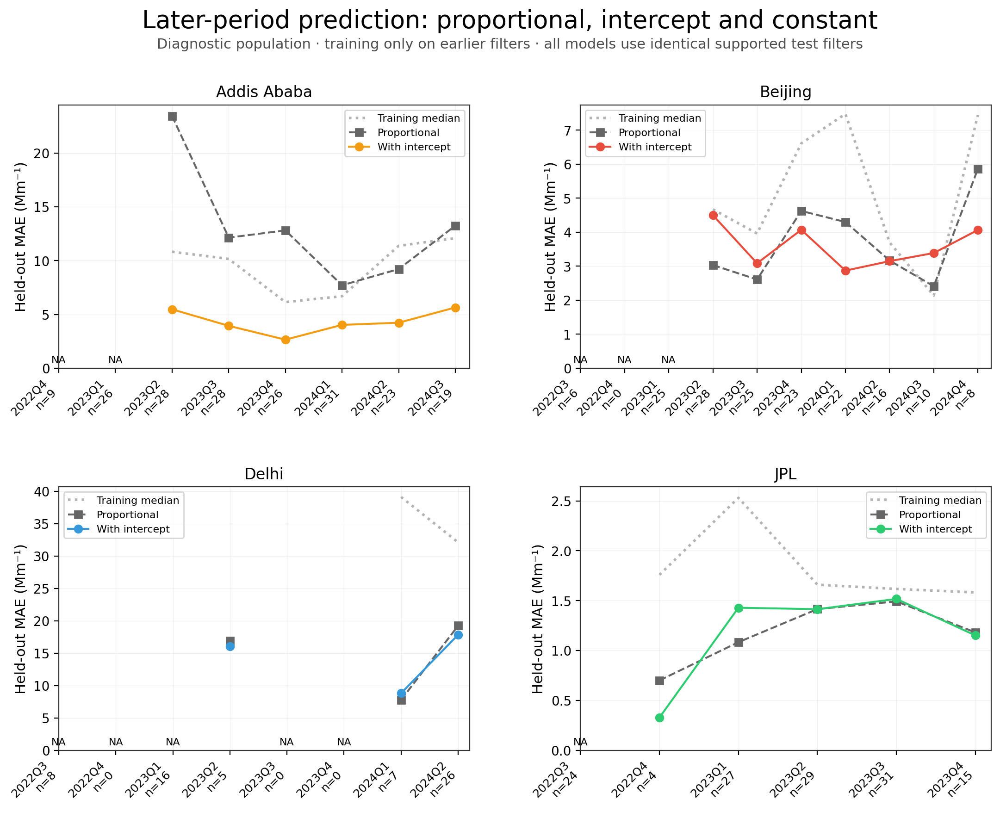 Later-period prediction: proportional, intercept and constant
Diagnostic population · training only on earlier filters · all models use identical supported test filters
Addis Ababa
Held-out MAE (Mm⁻¹)
20
15
10
5
0
Training median
Proportional
With intercept
NA
NA
2022Q4
n=9
2023Q1
n=26
2023Q2
n=28
2023Q3
n=28
2023Q4
n=26
2024Q1
n=31
2024Q2
n=23
2024Q3
n=19
Beijing
Held-out MAE (Mm⁻¹)
7
6
5
4
3
2
1
0
Training median
Proportional
With intercept
NA
NA
NA
2022Q3
n=6
2022Q4
n=0
2023Q1
n=25
2023Q2
n=28
2023Q3
n=25
2023Q4
n=23
2024Q1
n=22
2024Q2
n=16
2024Q3
n=10
2024Q4
n=8
Delhi
Held-out MAE (Mm⁻¹)
40
35
30
25
20
15
10
5
0
Training median
Proportional
With intercept
NA
NA
NA
NA
NA
2022Q3
n=8
2022Q4
n=0
2023Q1
n=16
2023Q2
n=5
2023Q3
n=0
2023Q4
n=0
2024Q1
n=7
2024Q2
n=26
JPL
Held-out MAE (Mm⁻¹)
2.5
2.0
1.5
1.0
0.5
0.0
Training median
Proportional
With intercept
NA
2022Q3
n=24
2022Q4
n=4
2023Q1
n=27
2023Q2
n=29
2023Q3
n=31
2023Q4
n=15